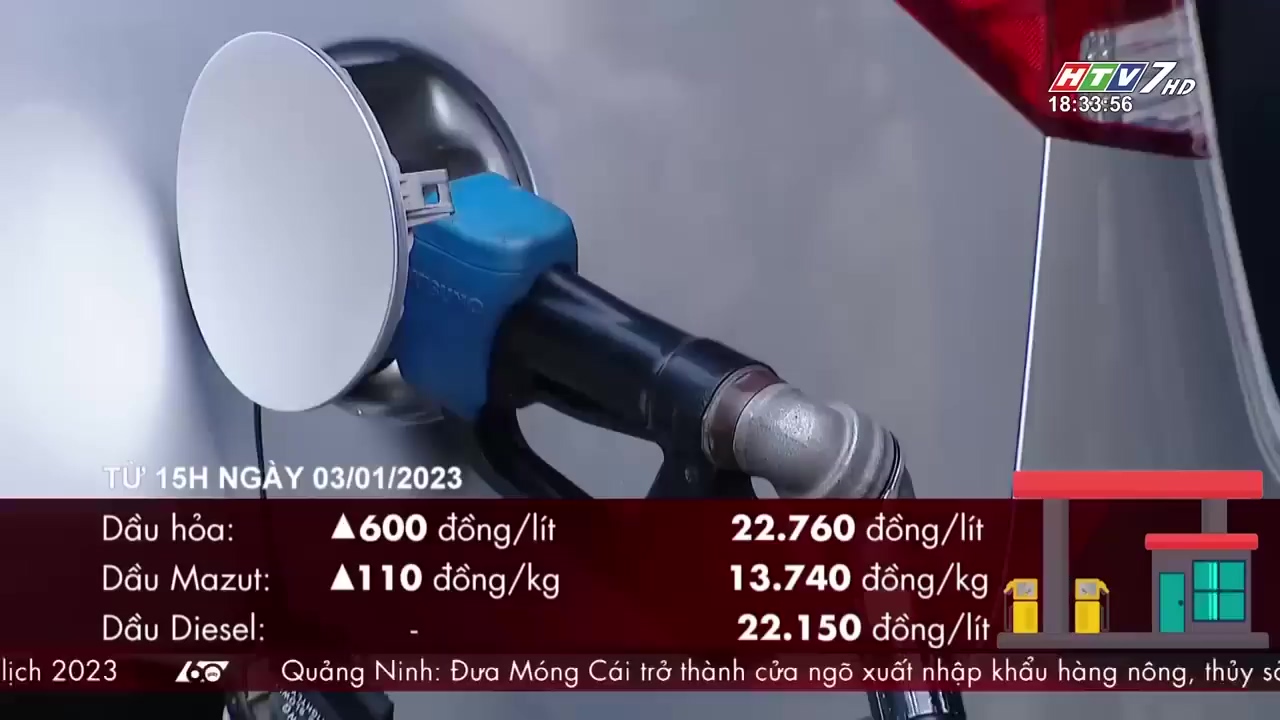 HTV7 HD
18:33:56
TỪ 15H NGÀY 03/01/2023
Dầu hỏa: ▲600 đồng/lít 22.760 đồng/lít
Dầu Mazut: ▲110 đồng/kg 13.740 đồng/kg
Dầu Diesel: - 22.150 đồng/lít
lịch 2023 60 giây Quảng Ninh: Đưa Móng Cái trở thành cửa ngõ xuất nhập khẩu hàng nông, thủy